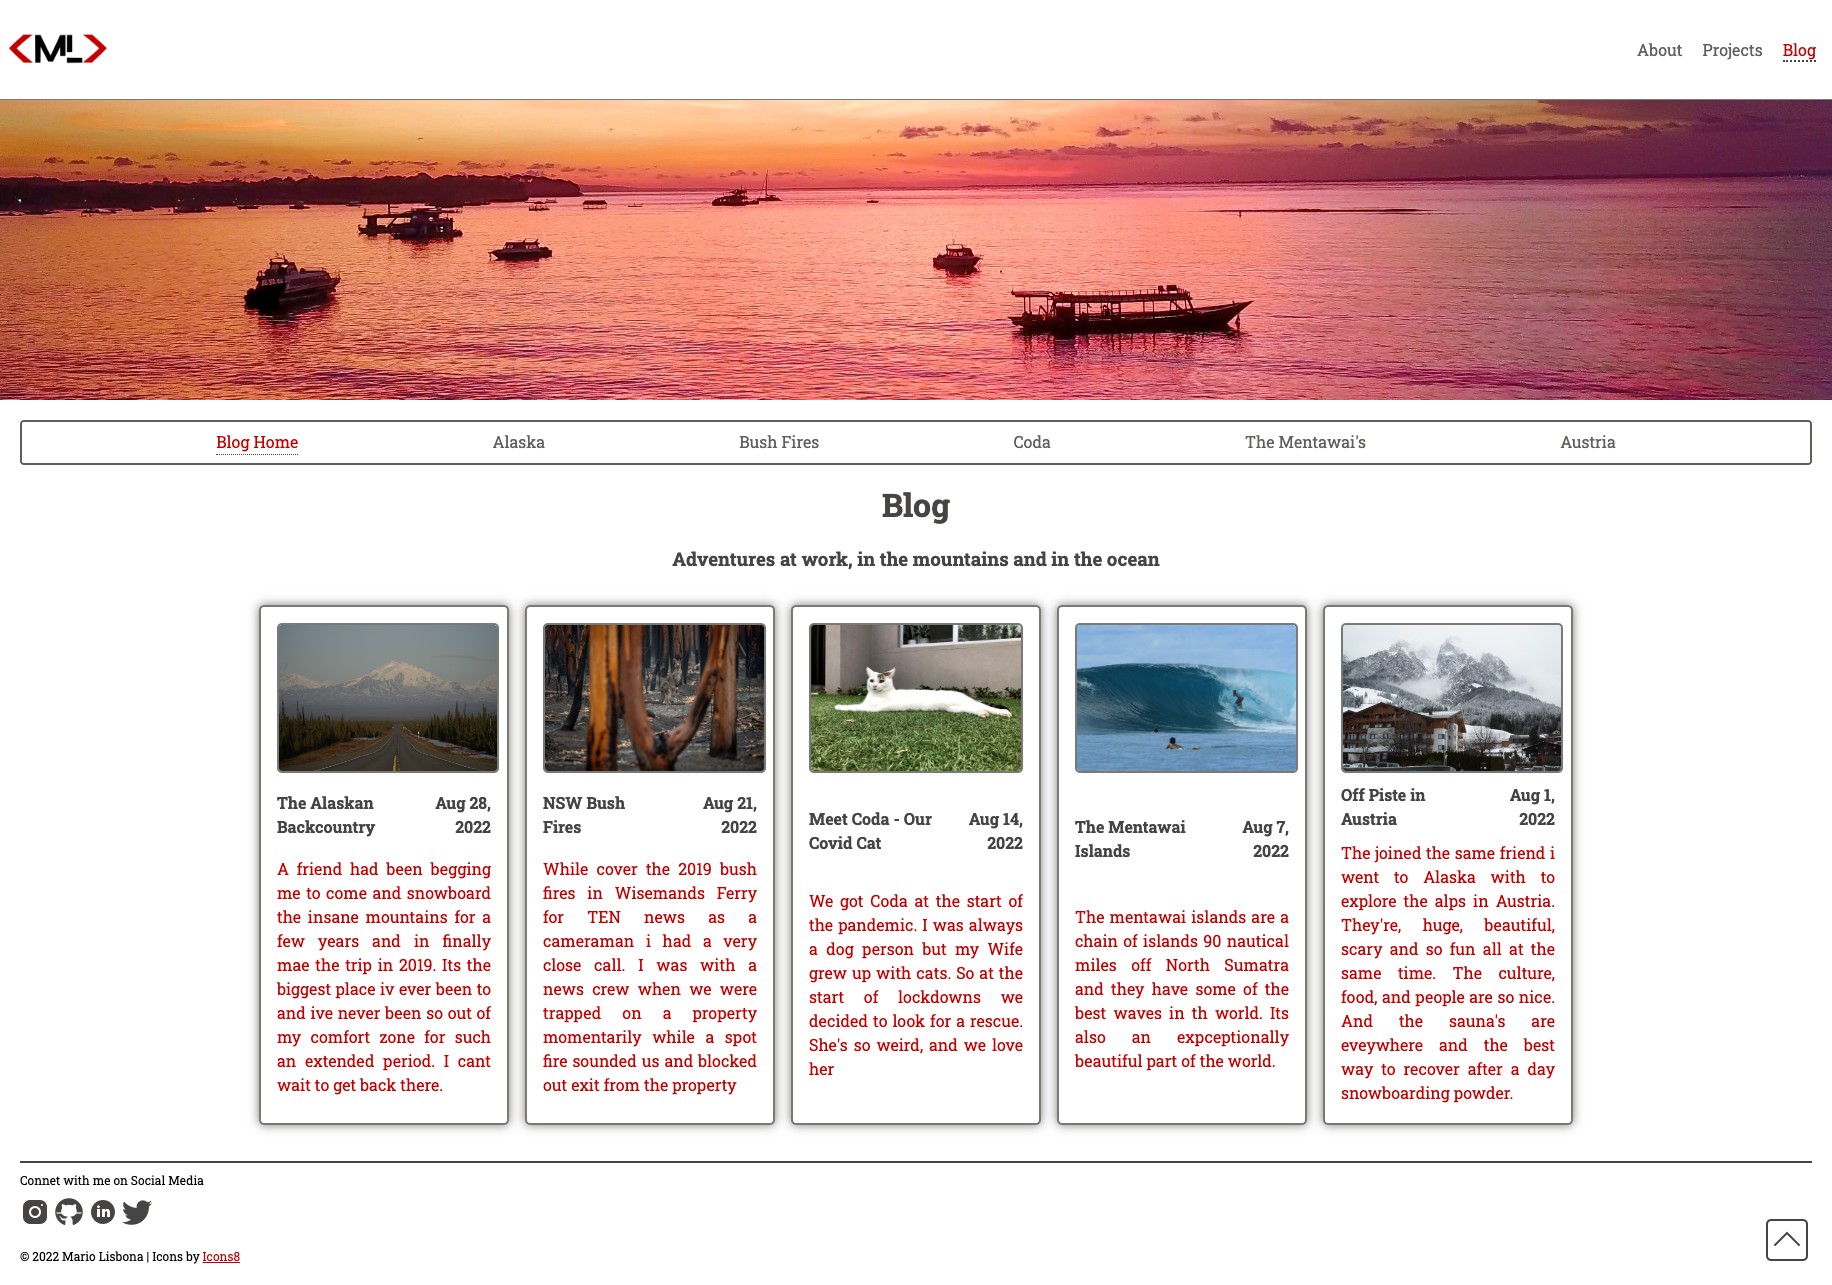 <ML>
About Projects Blog
Blog Home Alaska Bush Fires Coda The Mentawai's Austria
Blog
Adventures at work, in the mountains and in the ocean
The Alaskan
Backcountry
Aug 28,
2022
A friend had been begging
me to come and snowboard
the insane mountains for a
few years and in finally
mae the trip in 2019. Its the
biggest place iv ever been to
and ive never been so out of
my comfort zone for such
an extended period. I cant
wait to get back there.
NSW Bush
Fires
Aug 21,
2022
While cover the 2019 bush
fires in Wisemands Ferry
for TEN news as a
cameraman i had a very
close call. I was with a
news crew when we were
trapped on a property
momentarily while a spot
fire sounded us and blocked
out exit from the property
Meet Coda - Our
Covid Cat
Aug 14,
2022
We got Coda at the start of
the pandemic. I was always
a dog person but my Wife
grew up with cats. So at the
start of lockdowns we
decided to look for a rescue.
She's so weird, and we love
her
The Mentawai
Islands
Aug 7,
2022
The mentawai islands are a
chain of islands 90 nautical
miles off North Sumatra
and they have some of the
best waves in th world. Its
also an expceptionally
beautiful part of the world.
Off Piste in
Austria
Aug 1,
2022
The joined the same friend i
went to Alaska with to
explore the alps in Austria.
They're, huge, beautiful,
scary and so fun all at the
same time. The culture,
food, and people are so nice.
And the sauna's are
eveywhere and the best
way to recover after a day
snowboarding powder.
Connet with me on Social Media
in
© 2022 Mario Lisbona | Icons by Icons8